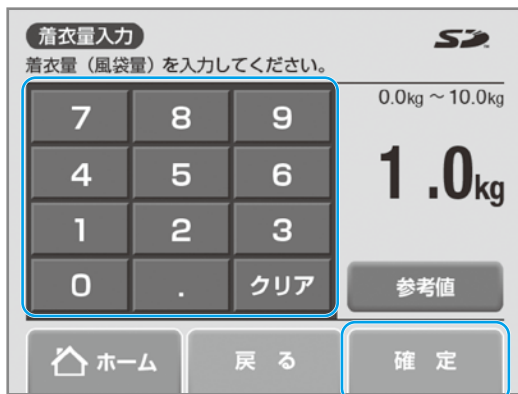 着衣量入力
SD
着衣量（風袋量）を入力してください。
7 8 9
4 5 6
1 2 3
0 . クリア
0.0kg ～ 10.0kg
1.0kg
参考値
ホーム
戻る
確定